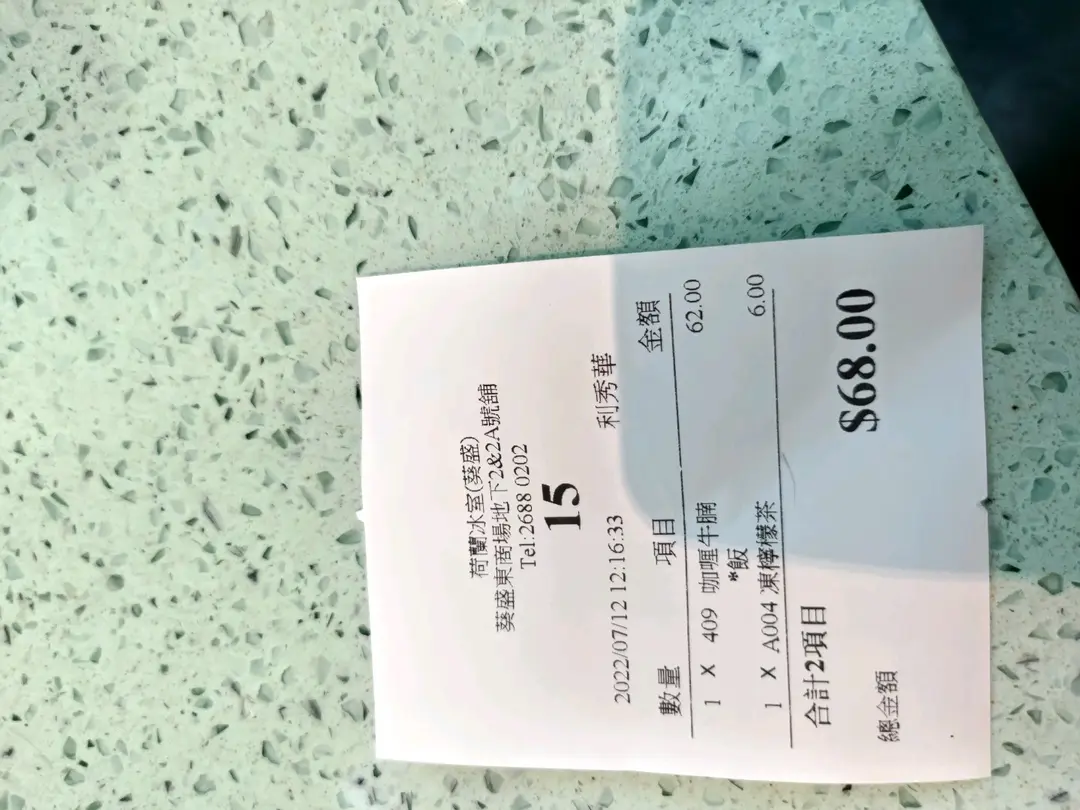 荷蘭冰室(葵盛)
葵盛東商場地下2&2A號舖
Tel:2688 0202
15
2022/07/12 12:16:33 利秀華
數量 項目 金額
1 X 409 咖喱牛腩 62.00
*飯
1 X A004 凍檸檬茶 6.00
合計2項目
總金額 $68.00